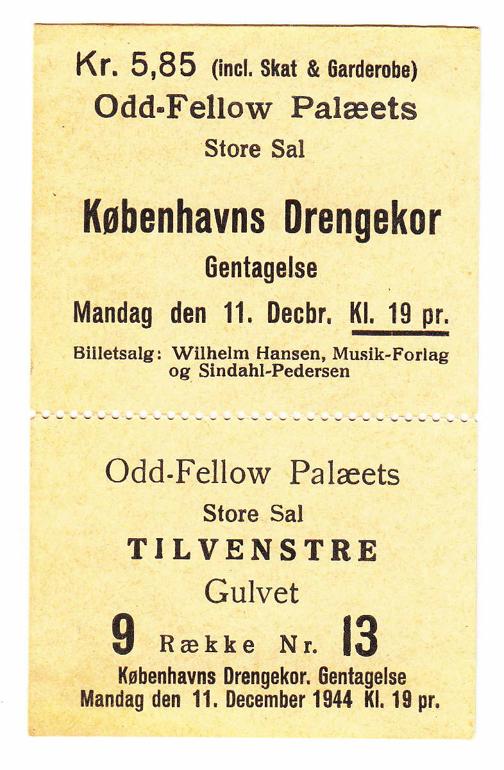 Kr. 5,85 (incl. Skat & Garderobe)
Odd-Fellow Palæets
Store Sal
Københavns Drengekor
Gentagelse
Mandag den 11. Decbr. Kl. 19 pr.
Billetsalg: Wilhelm Hansen, Musik-Forlag
og Sindahl-Pedersen
Odd-Fellow Palæets
Store Sal
TILVENSTRE
Gulvet
9 Række Nr. 13
Københavns Drengekor. Gentagelse
Mandag den 11. December 1944 Kl. 19 pr.